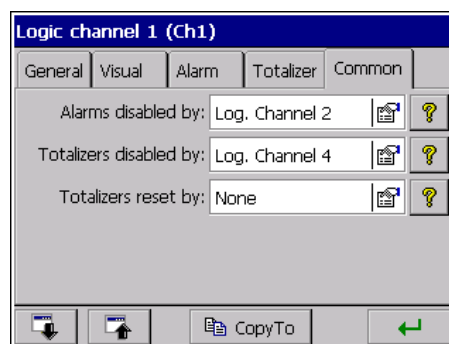 Logic channel 1 (Ch1)
General Visual Alarm Totalizer Common
Alarms disabled by: Log. Channel 2 ?
Totalizers disabled by: Log. Channel 4 ?
Totalizers reset by: None ?
CopyTo